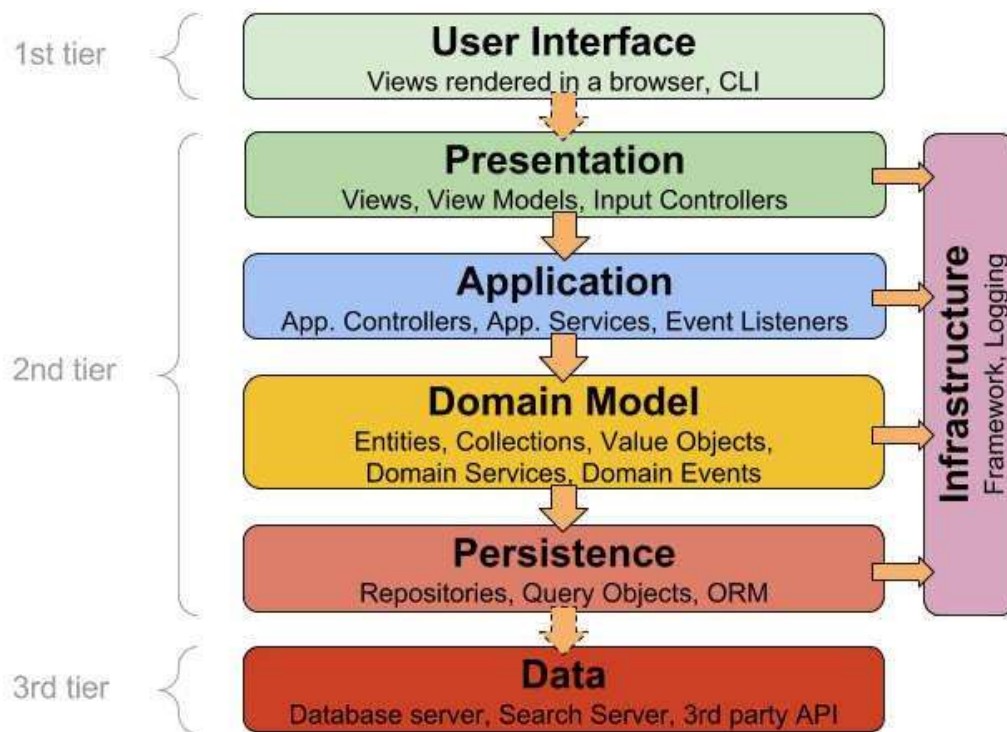 1st tier
User Interface
Views rendered in a browser, CLI
2nd tier
Presentation
Views, View Models, Input Controllers
Application
App. Controllers, App. Services, Event Listeners
Domain Model
Entities, Collections, Value Objects,
Domain Services, Domain Events
Persistence
Repositories, Query Objects, ORM
Infrastructure
Framework, Logging
3rd tier
Data
Database server, Search Server, 3rd party API